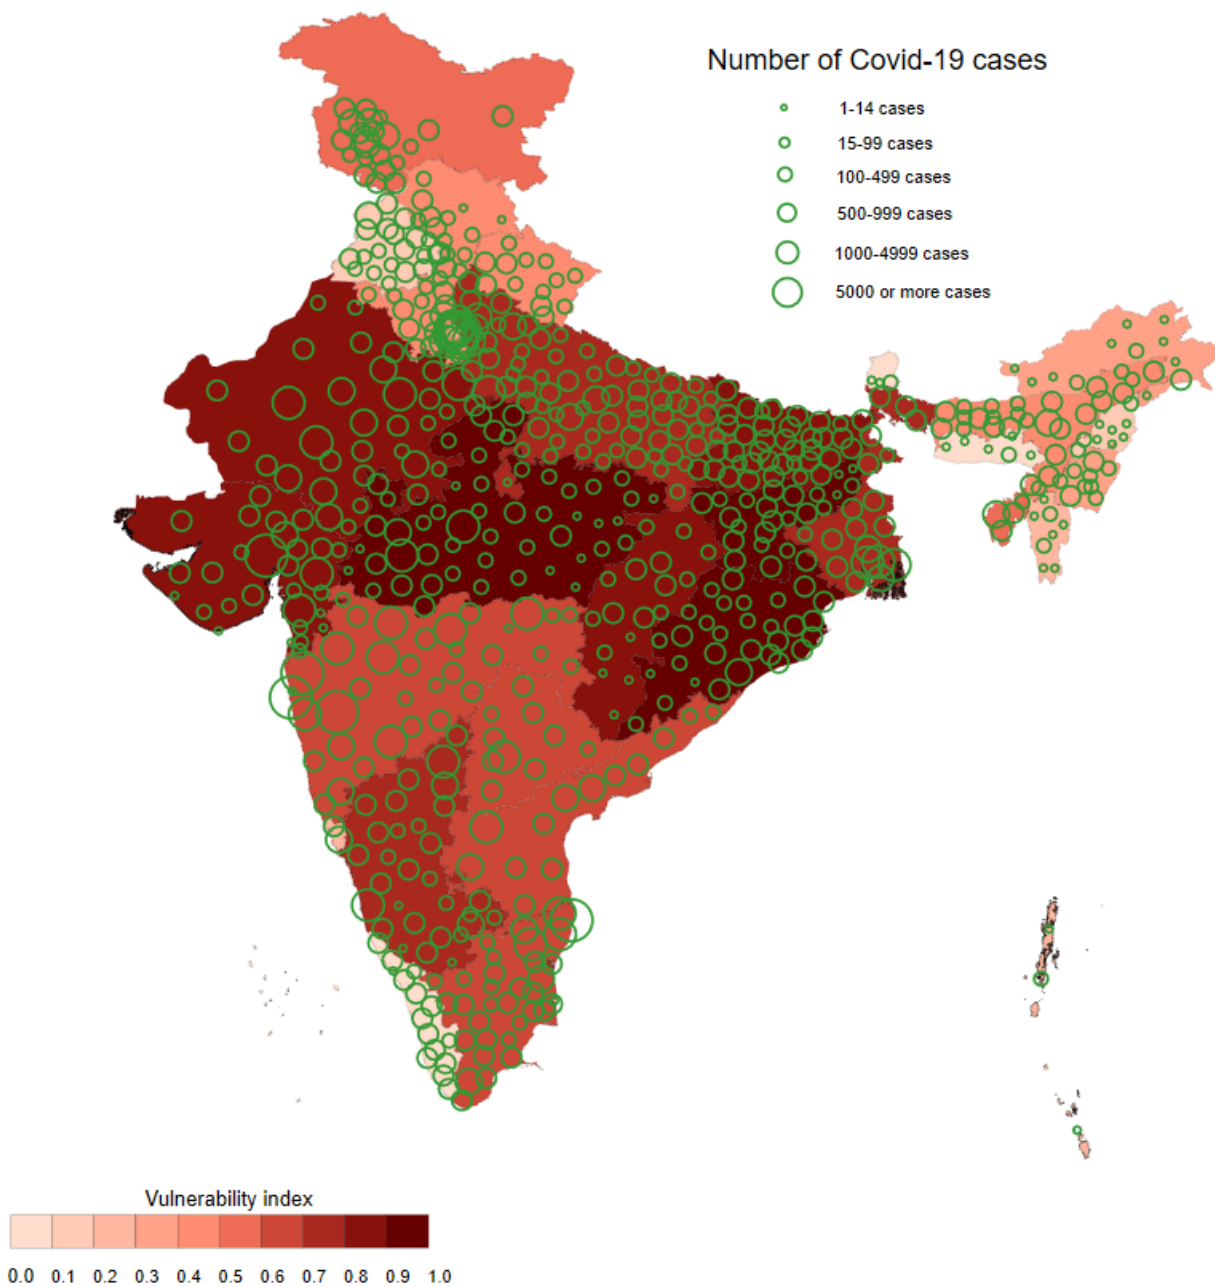 Number of Covid-19 cases
1-14 cases
15-99 cases
100-499 cases
500-999 cases
1000-4999 cases
5000 or more cases
Vulnerability index
0.0 0.1 0.2 0.3 0.4 0.5 0.6 0.7 0.8 0.9 1.0